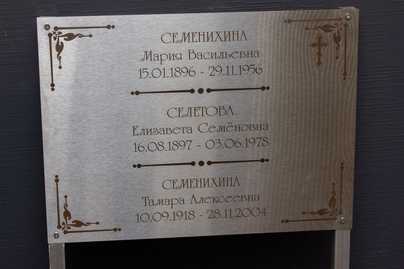 СЕМЕНИХИНА
Мария Васильевна
15.01.1896 - 29.11.1956
СЕЛЕТОВА
Елизавета Семёновна
16.08.1897 - 03.06.1978
СЕМЕНИХИНА
Тамара Алексеевна
10.09.1918 - 28.11.2004